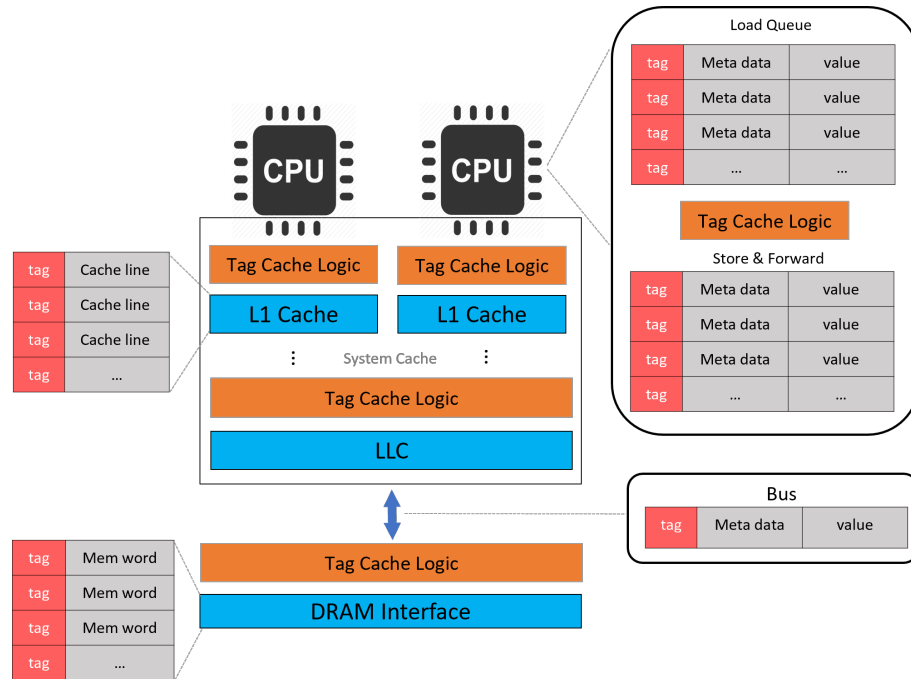 Load Queue
tag Meta data value
tag Meta data value
tag Meta data value
tag ... ...
Tag Cache Logic
Store & Forward
tag Meta data value
tag Meta data value
tag Meta data value
tag ... ...
CPU CPU
Tag Cache Logic Tag Cache Logic
L1 Cache L1 Cache
⋮ System Cache ⋮
Tag Cache Logic
LLC
tag Cache line
tag Cache line
tag Cache line
tag ...
Bus
tag Meta data value
Tag Cache Logic
DRAM Interface
tag Mem word
tag Mem word
tag Mem word
tag ...